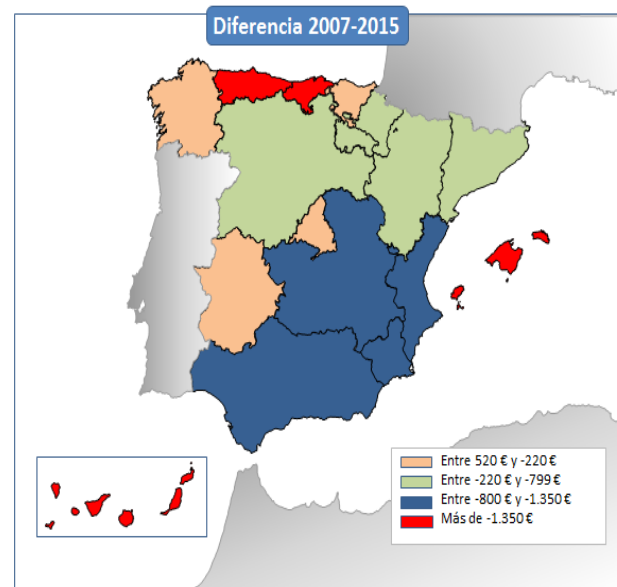 Diferencia 2007-2015
Entre 520 € y -220 €
Entre -220 € y -799 €
Entre -800 € y -1.350 €
Más de -1.350 €